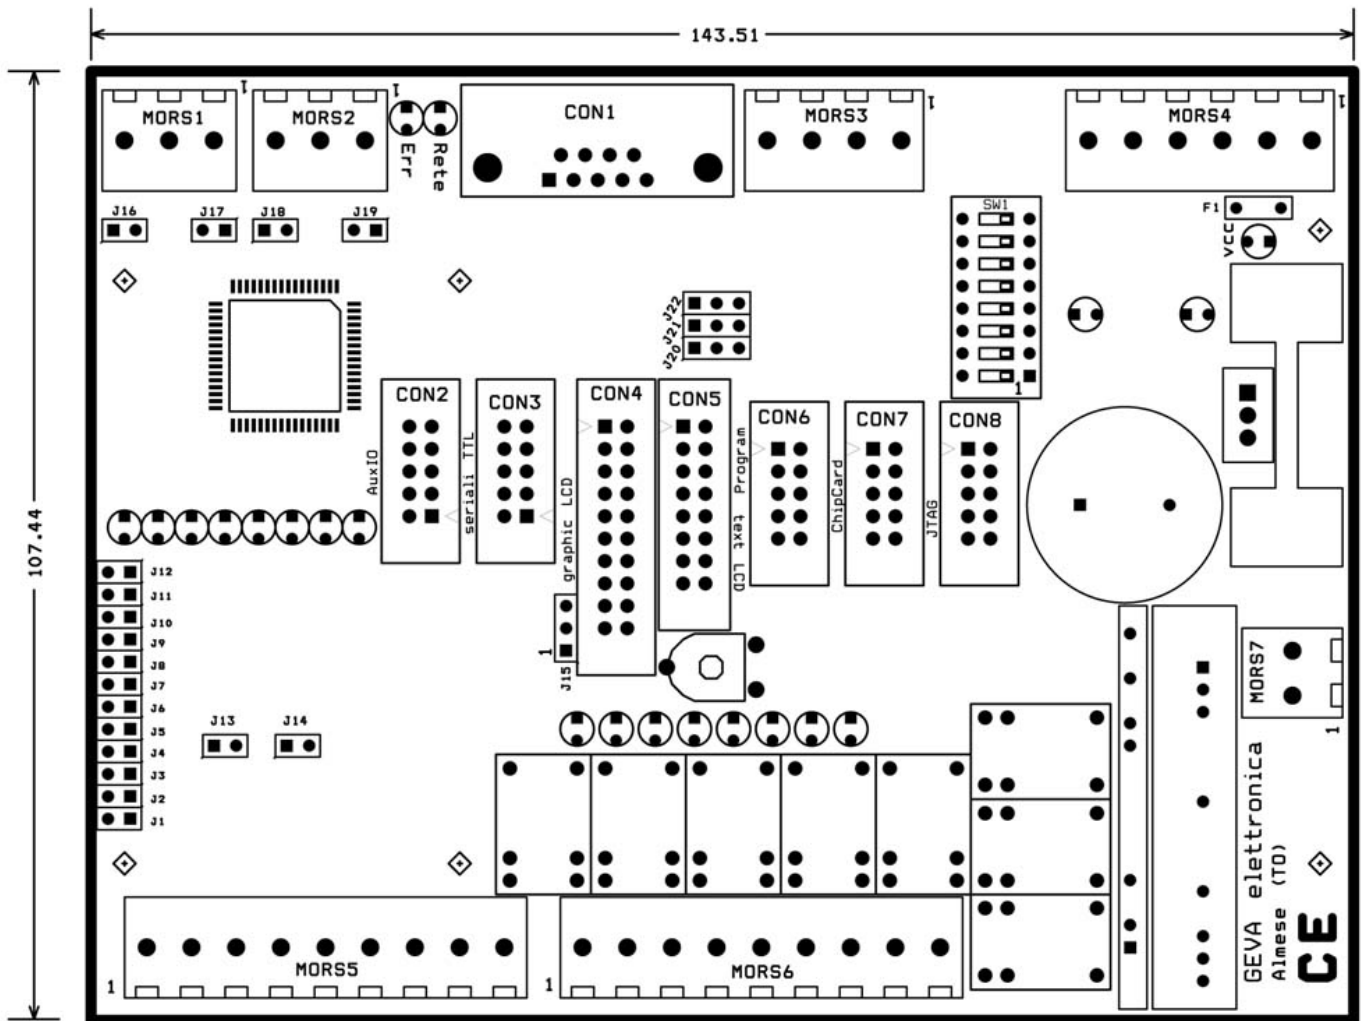 143.51
107.44
MORS1
1
MORS2
1
Err
Rete
CON1
MORS3
1
MORS4
1
J16
J17
J18
J19
SW1
1
F1
VCC
J22
J21
J20
CON2
AuxIO
CON3
seriali TTL
CON4
graphic LCD
CON5
text LCD
CON6
Program
CON7
ChipCard
CON8
JTAG
J12
J11
J10
J9
J8
J7
J6
J5
J4
J3
J2
J1
J13
J14
1
J15
MORS7
1
MORS5
1
MORS6
1
GEVA elettronica
Almese (TO)
CE